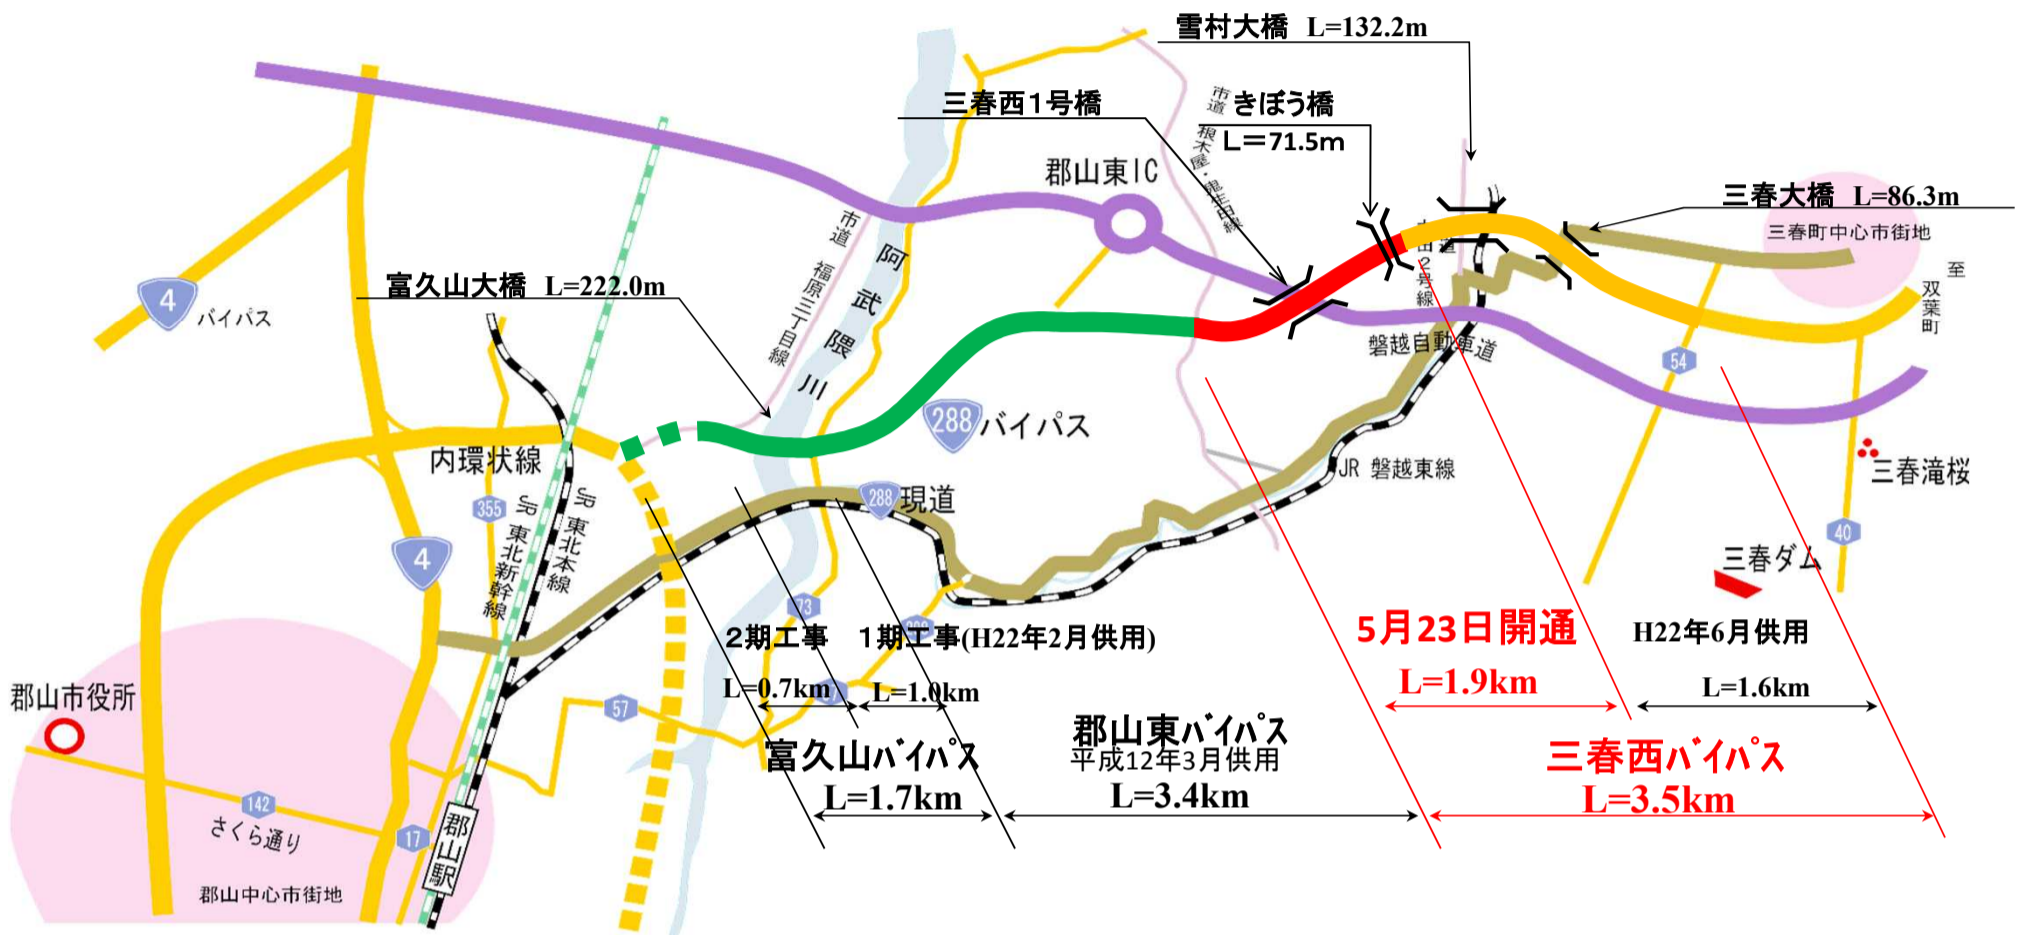 雪村大橋 L=132.2m
三春西1号橋
市道 根木屋・鬼生田線
きぼう橋
L=71.5m
郡山東IC
三春大橋 L=86.3m
三春町中心市街地
至 双葉町
市道 福原三丁目線
阿武隈川
富久山大橋 L=222.0m
4
バイパス
磐越自動車道
54
288
バイパス
内環状線
355
JR 東北新幹線
JR 東北本線
288
現道
JR 磐越東線
三春滝桜
40
三春ダム
4
73
2期工事
1期工事(H22年2月供用)
5月23日開通
H22年6月供用
L=0.7km
L=1.0km
L=1.9km
L=1.6km
郡山市役所
57
富久山バイパス
L=1.7km
郡山東バイパス
平成12年3月供用
L=3.4km
三春西バイパス
L=3.5km
142
さくら通り
17
郡山駅
郡山中心市街地